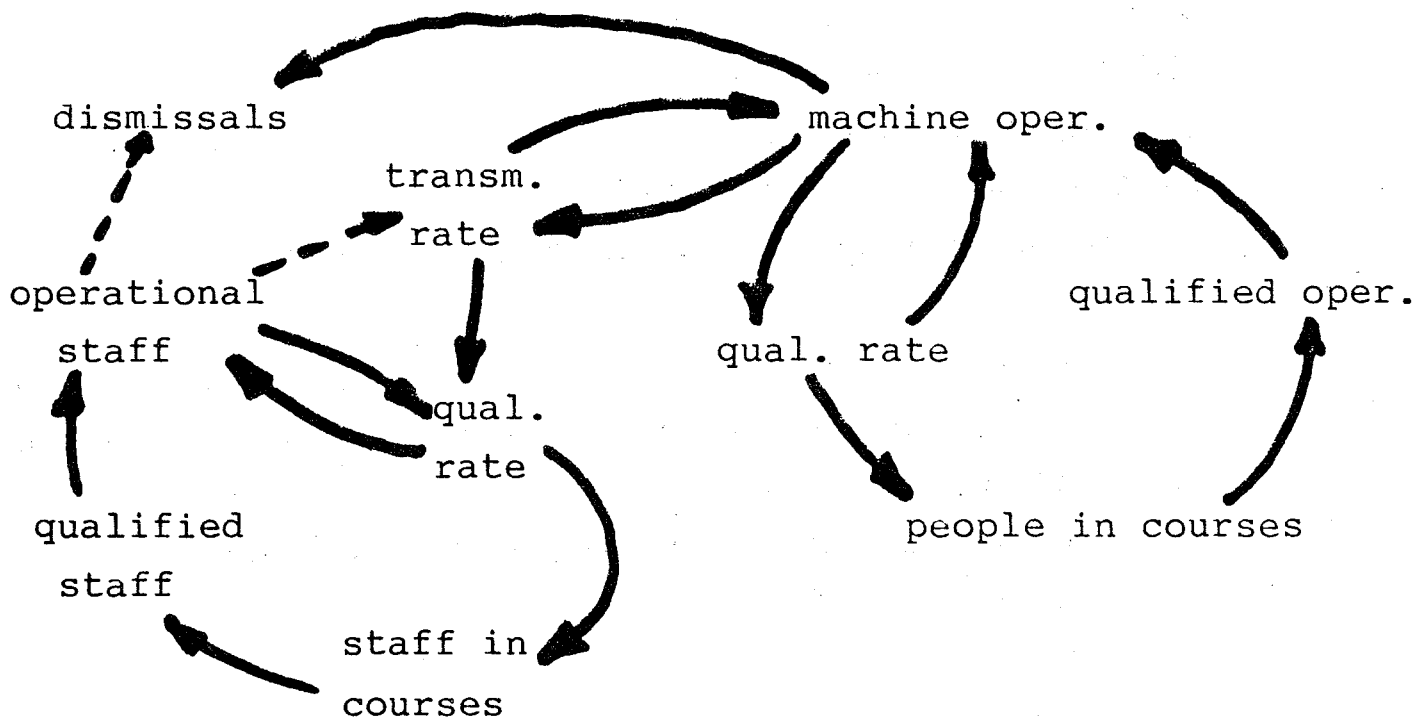 dismissals
machine oper.
transm.
rate
operational
staff
qualified oper.
qual. rate
qual.
rate
qualified
staff
people in courses
staff in
courses